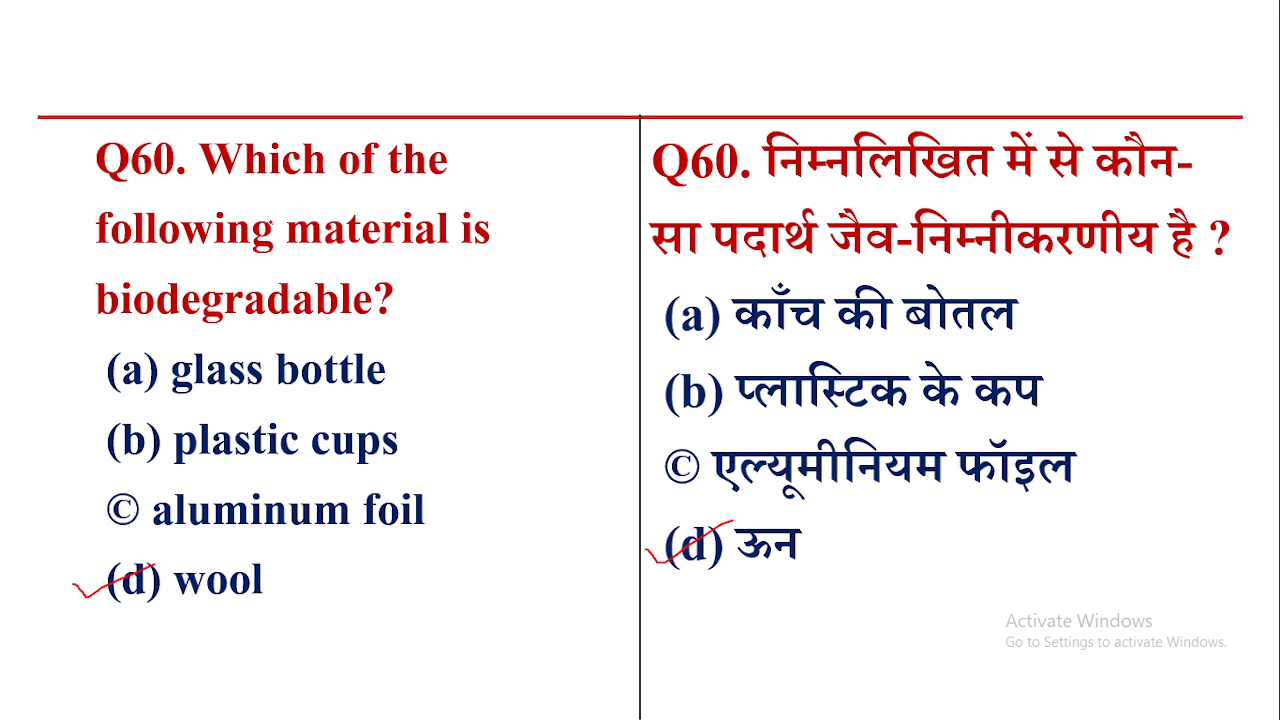 Q60. Which of the
following material is
biodegradable?
(a) glass bottle
(b) plastic cups
© aluminum foil
(d) wool
Q60. निम्नलिखित में से कौन-
सा पदार्थ जैव-निम्नीकरणीय है ?
(a) काँच की बोतल
(b) प्लास्टिक के कप
© एल्यूमीनियम फॉइल
(d) ऊन
Activate Windows
Go to Settings to activate Windows.